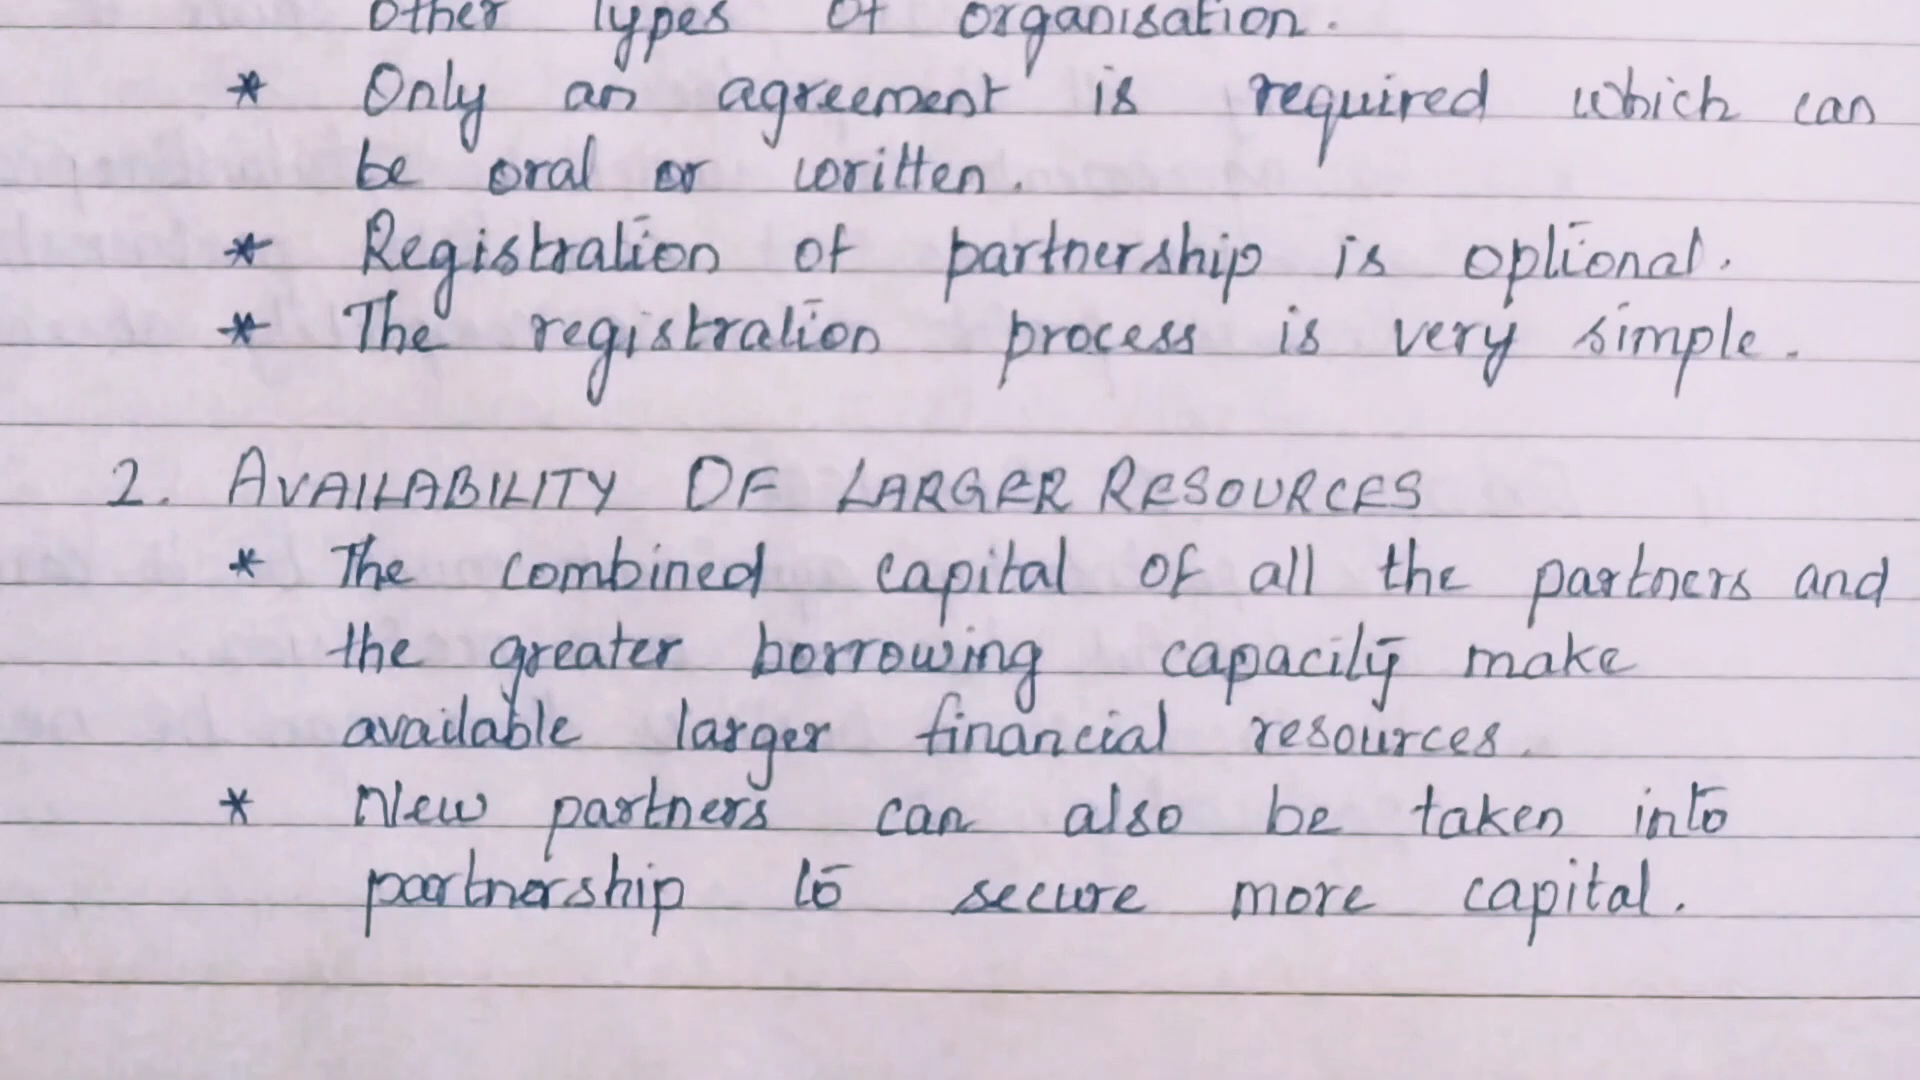 other types of organisation.
* Only an agreement is required which can
be oral or written.
* Registration of partnership is optional.
* The registration process is very simple.
2. AVAILABILITY OF LARGER RESOURCES
* The combined capital of all the partners and
the greater borrowing capacity make
available larger financial resources.
* New partners can also be taken into
partnership to secure more capital.